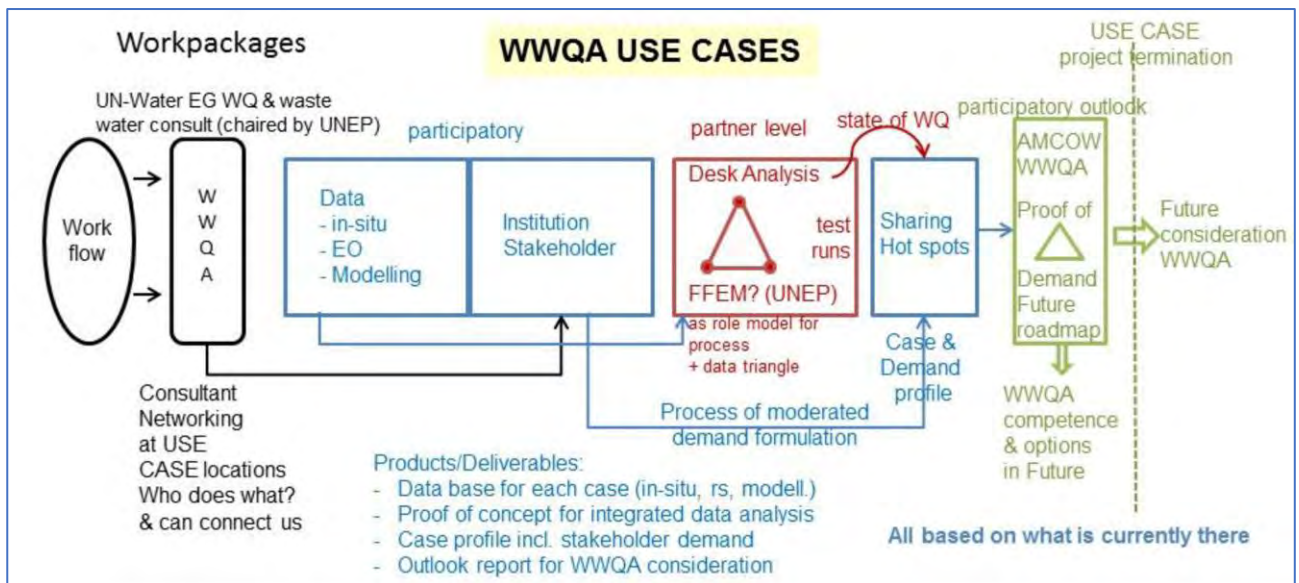 Workpackages
WWQA USE CASES
USE CASE
project termination
UN-Water EG WQ & waste
water consult (chaired by UNEP)
participatory
partner level
state of WQ
participatory outlook
Work
flow
W
W
Q
A
Data
- in-situ
- EO
- Modelling
Institution
Stakeholder
Desk Analysis
test
runs
FFEM? (UNEP)
as role model for
process
+ data triangle
Sharing
Hot spots
Case &
Demand
profile
AMCOW
WWQA
Proof of
Demand
Future
roadmap
Future
consideration
WWQA
WWQA
competence
& options
in Future
Consultant
Networking
at USE
CASE locations
Who does what?
& can connect us
Process of moderated
demand formulation
Products/Deliverables:
- Data base for each case (in-situ, rs, modell.)
- Proof of concept for integrated data analysis
- Case profile incl. stakeholder demand
- Outlook report for WWQA consideration
All based on what is currently there